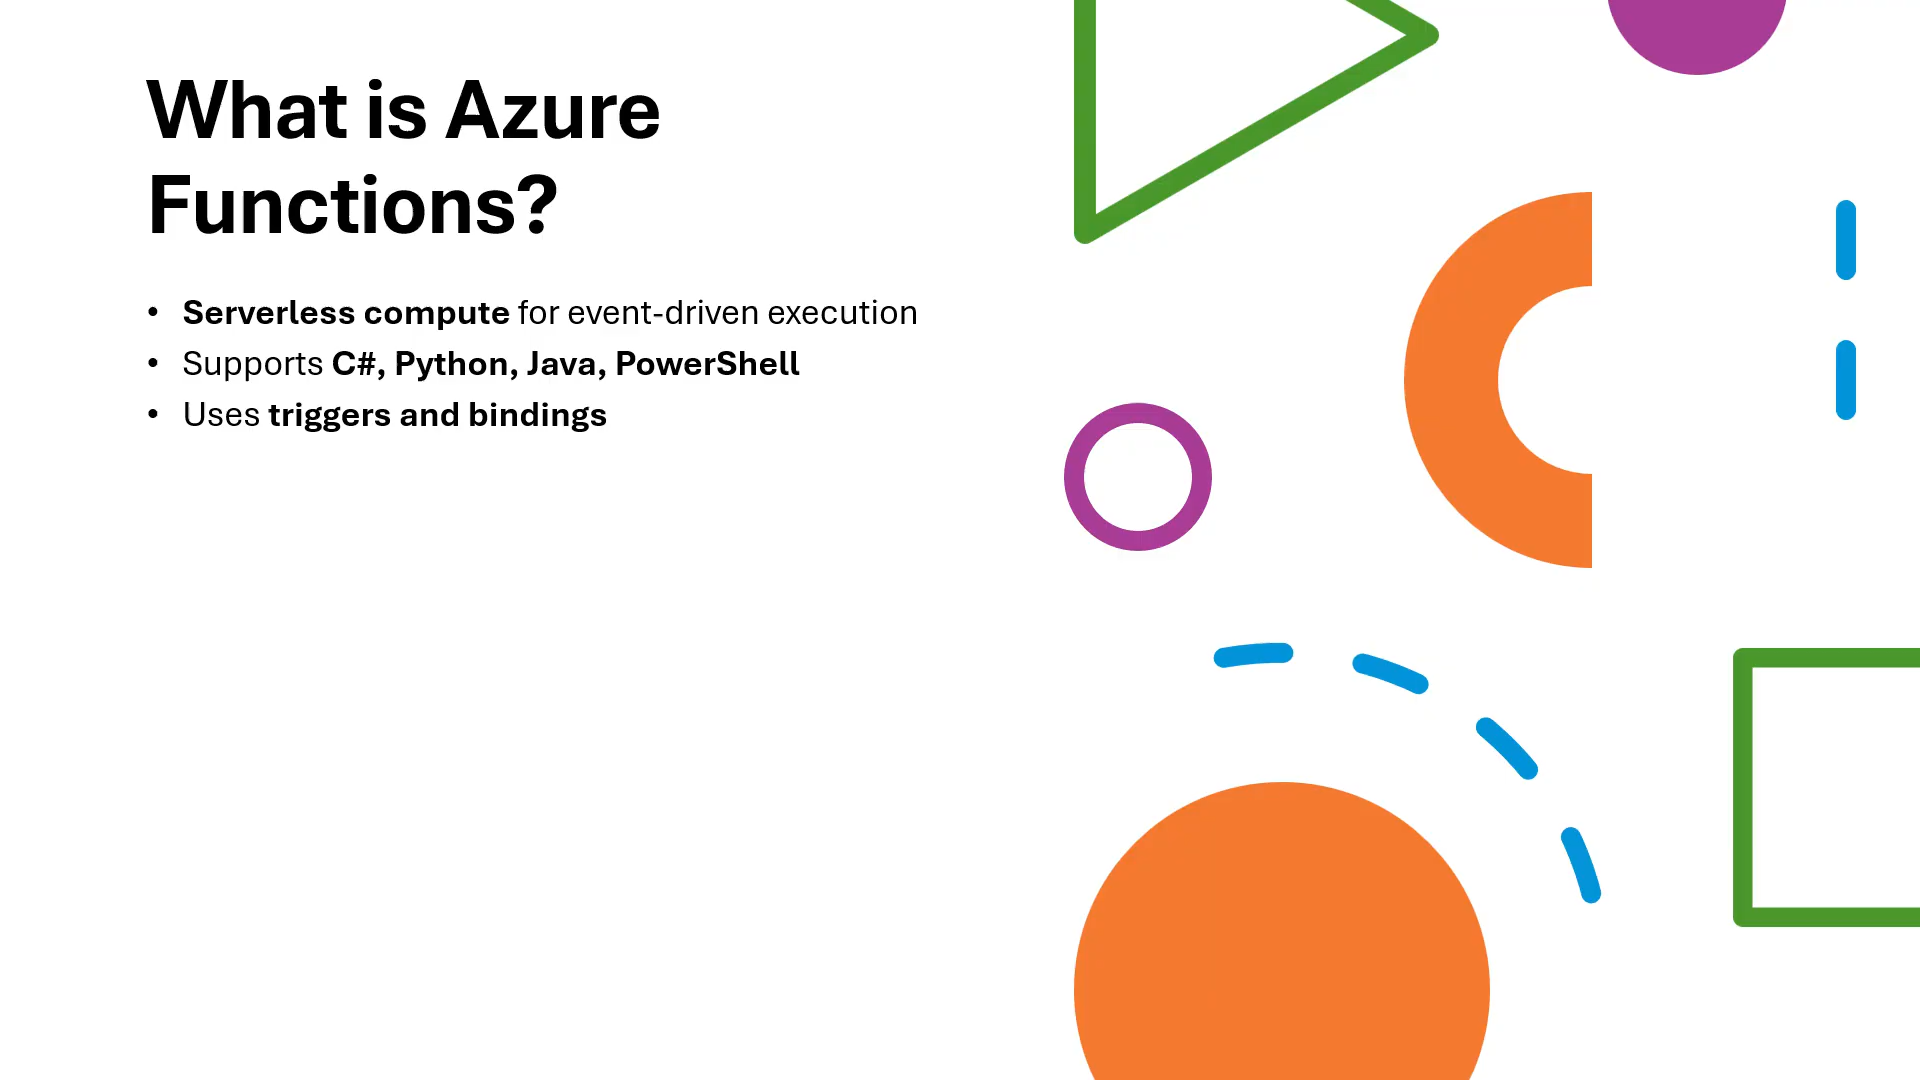 What is Azure
Functions?
• Serverless compute for event-driven execution
• Supports C#, Python, Java, PowerShell
• Uses triggers and bindings